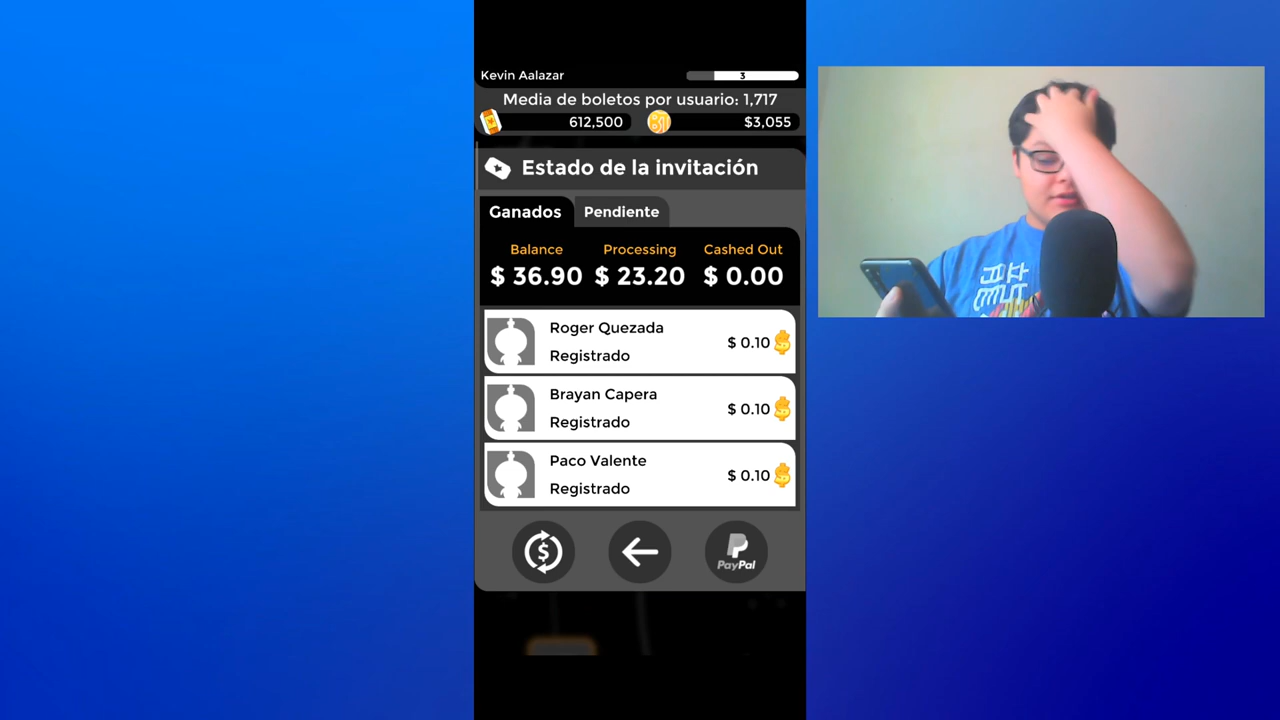 Kevin Aalazar
3
Media de boletos por usuario: 1,717
612,500
$3,055
Estado de la invitación
Ganados
Pendiente
Balance
Processing
Cashed Out
$ 36.90
$ 23.20
$ 0.00
Roger Quezada
$ 0.10
Registrado
Brayan Capera
$ 0.10
Registrado
Paco Valente
$ 0.10
Registrado
$
PayPal